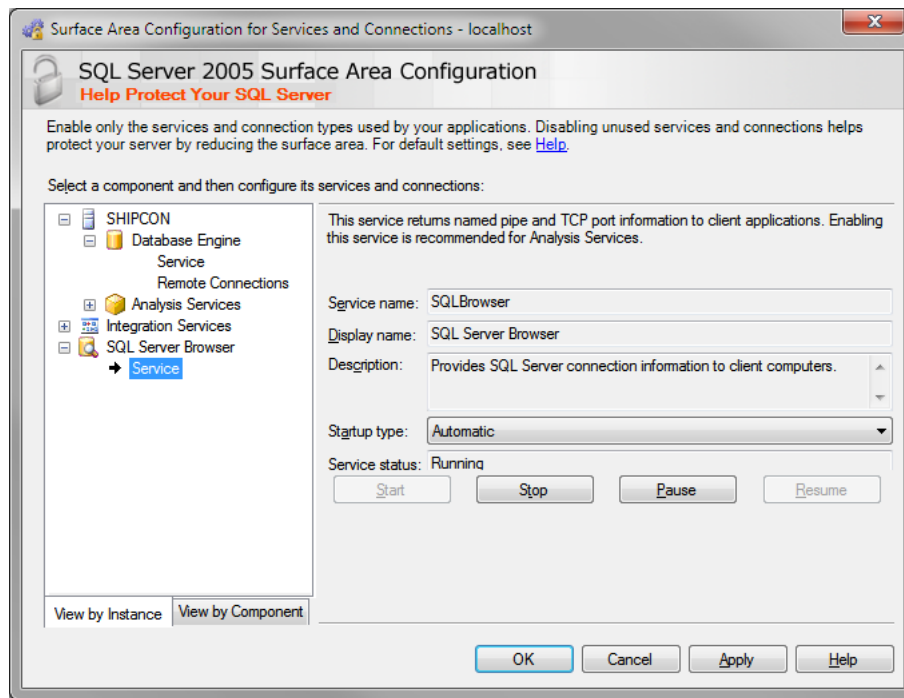 Surface Area Configuration for Services and Connections - localhost
SQL Server 2005 Surface Area Configuration
Help Protect Your SQL Server
Enable only the services and connection types used by your applications. Disabling unused services and connections helps
protect your server by reducing the surface area. For default settings, see Help.
Select a component and then configure its services and connections:
SHIPCON
Database Engine
Service
Remote Connections
Analysis Services
Integration Services
SQL Server Browser
Service
View by Instance
View by Component
This service returns named pipe and TCP port information to client applications. Enabling
this service is recommended for Analysis Services.
Service name: SQLBrowser
Display name: SQL Server Browser
Description: Provides SQL Server connection information to client computers.
Startup type: Automatic
Service status: Running
Start Stop Pause Resume
OK Cancel Apply Help